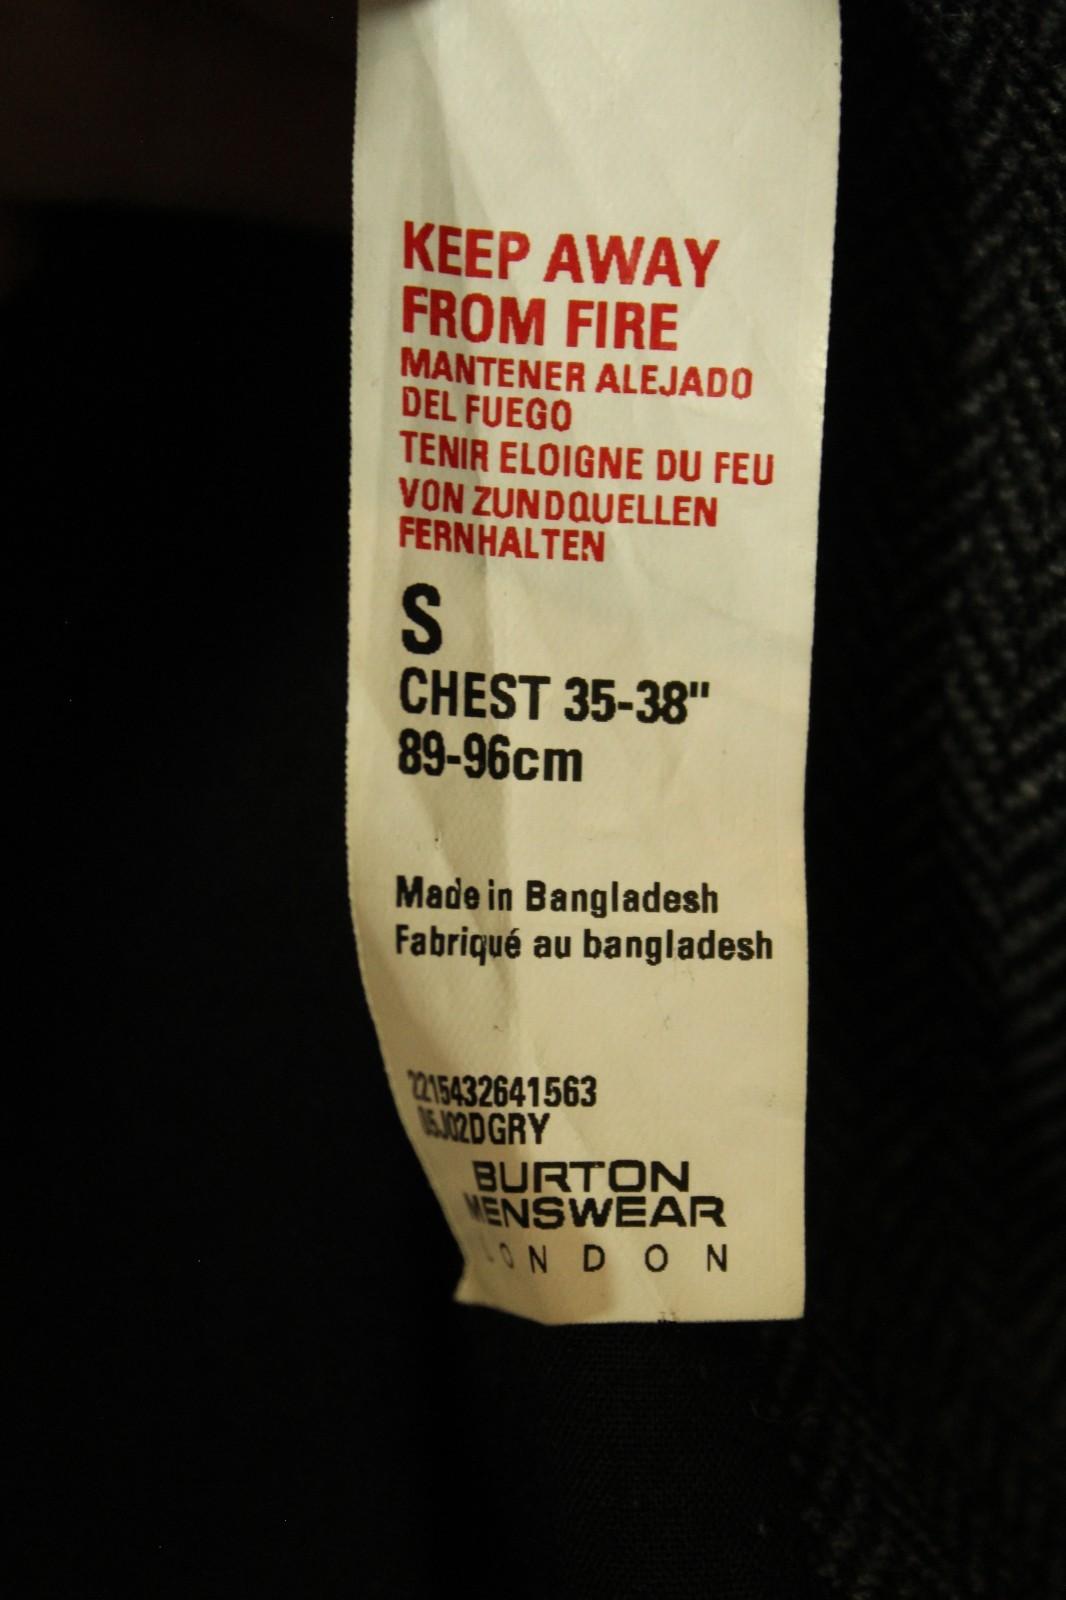 KEEP AWAY
FROM FIRE
MANTENER ALEJADO
DEL FUEGO
TENIR ELOIGNE DU FEU
VON ZUNDQUELLEN
FERNHALTEN
S
CHEST 35-38"
89-96cm
Made in Bangladesh
Fabriqué au bangladesh
2215432641563
05J02DGRY
BURTON
MENSWEAR
LONDON